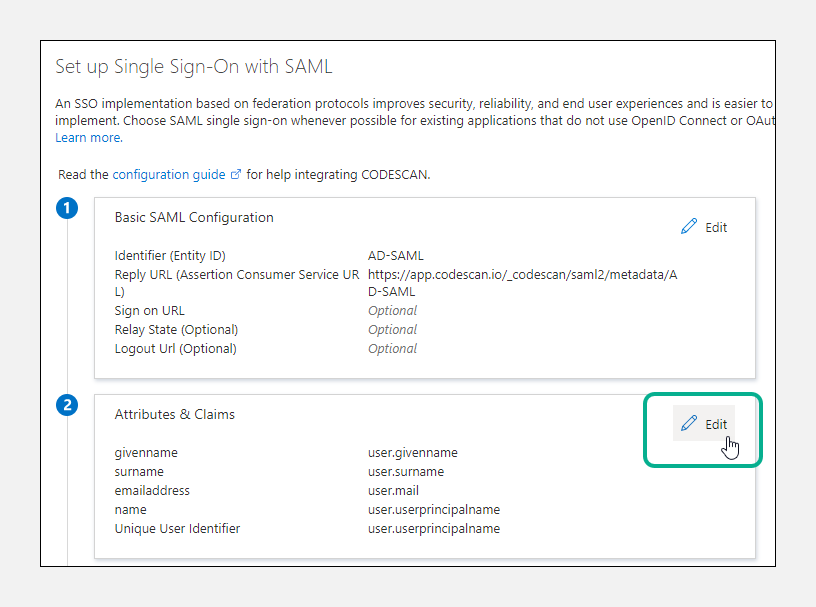 Set up Single Sign-On with SAML
An SSO implementation based on federation protocols improves security, reliability, and end user experiences and is easier to
implement. Choose SAML single sign-on whenever possible for existing applications that do not use OpenID Connect or OAut
Learn more.
Read the configuration guide for help integrating CODESCAN.
1
Basic SAML Configuration
Edit
Identifier (Entity ID) AD-SAML
Reply URL (Assertion Consumer Service UR https://app.codescan.io/_codescan/saml2/metadata/A
L) D-SAML
Sign on URL Optional
Relay State (Optional) Optional
Logout Url (Optional) Optional
2
Attributes & Claims
Edit
givenname user.givenname
surname user.surname
emailaddress user.mail
name user.userprincipalname
Unique User Identifier user.userprincipalname